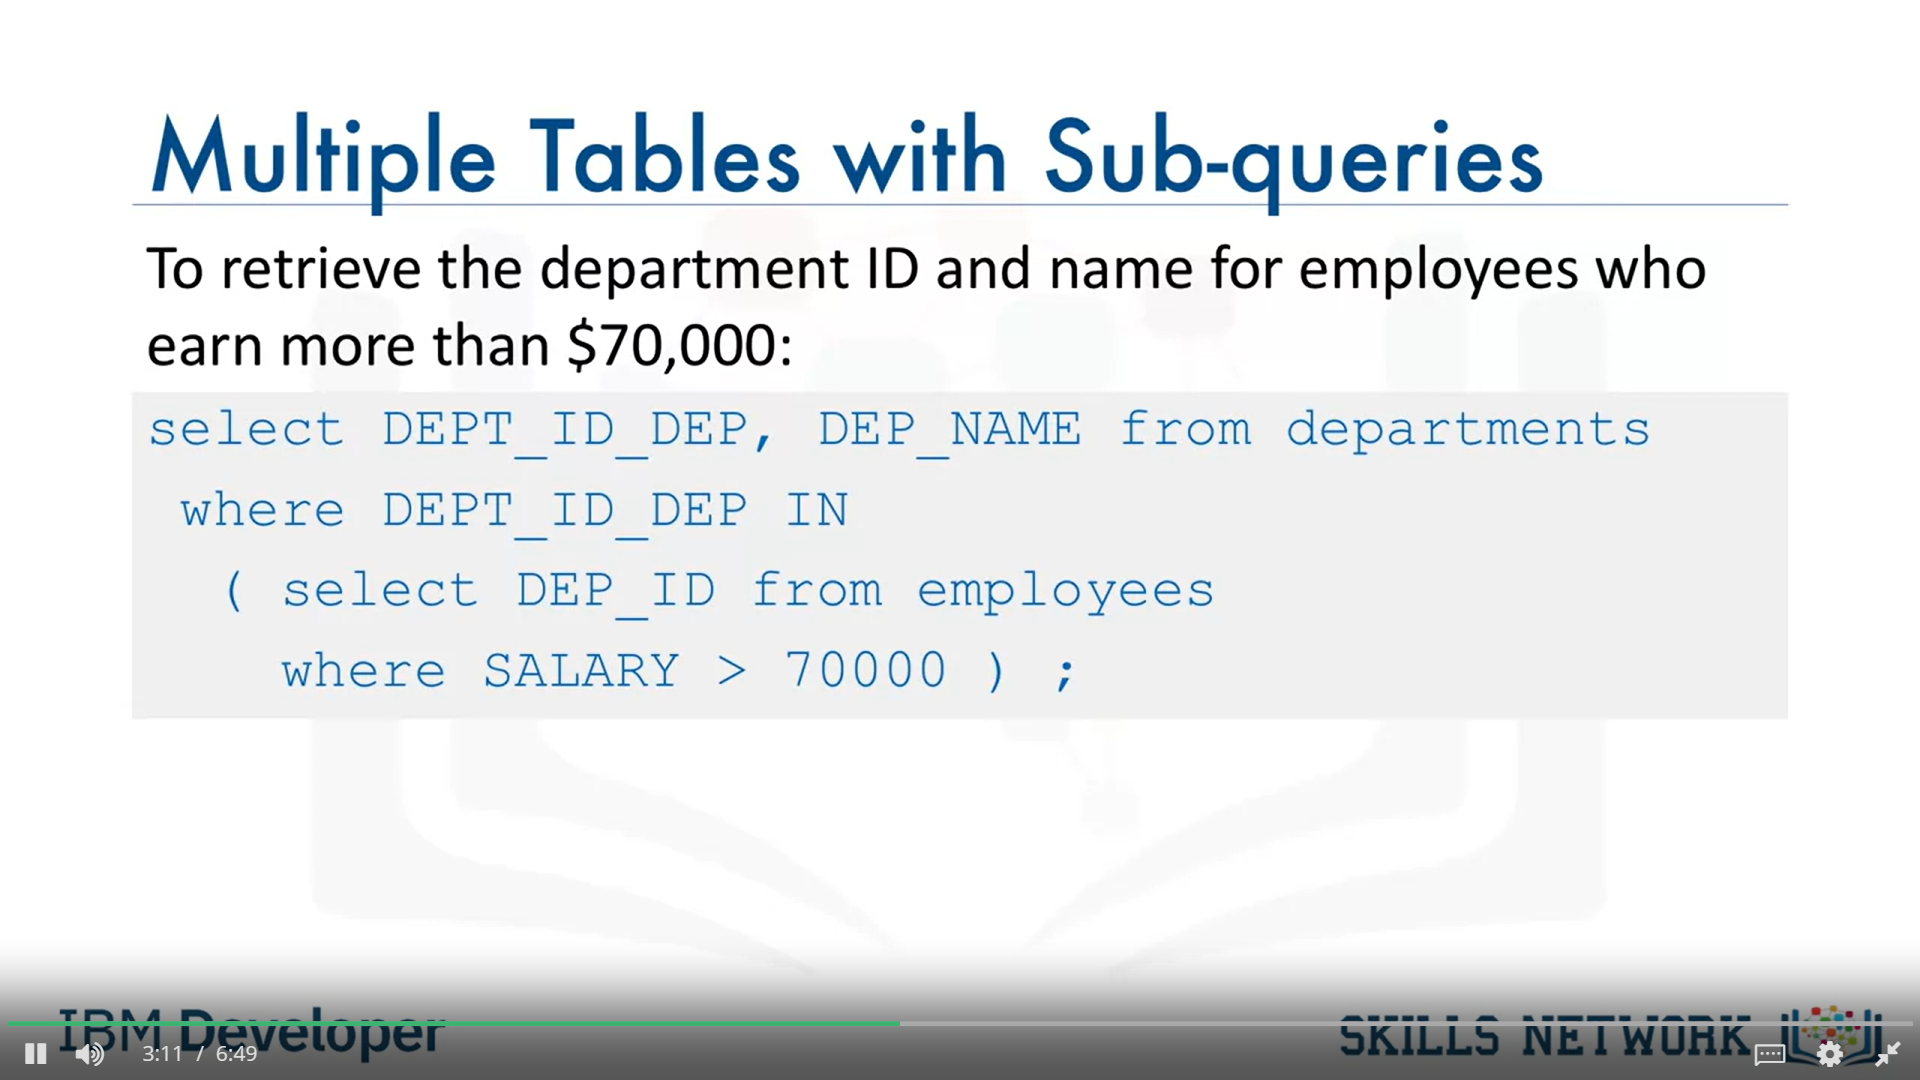 Multiple Tables with Sub-queries
To retrieve the department ID and name for employees who
earn more than $70,000:
select DEPT_ID_DEP, DEP_NAME from departments
where DEPT_ID_DEP IN
( select DEP_ID from employees
where SALARY > 70000 ) ;
IBM Developer
SKILLS NETWORK
3:11 / 6:49